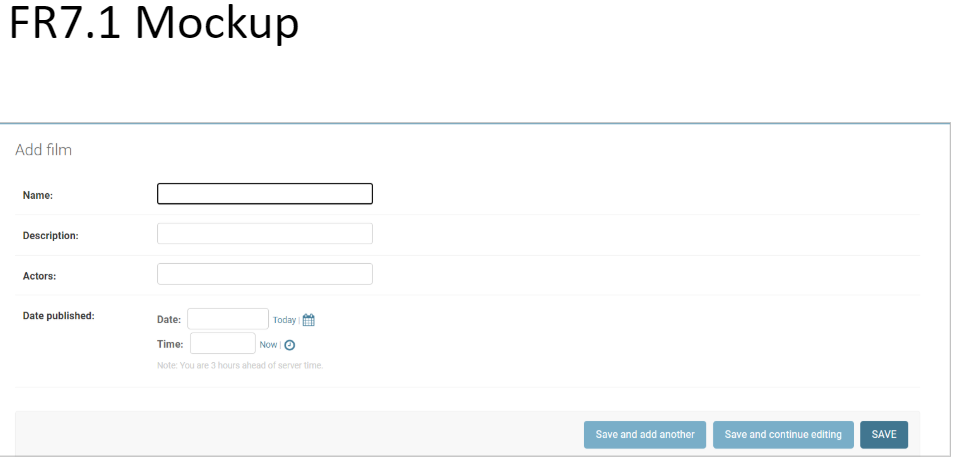 FR7.1 Mockup
Add film
Name:
Description:
Actors:
Date published:
Date: Today |
Time: Now |
Note: You are 3 hours ahead of server time.
Save and add another Save and continue editing SAVE